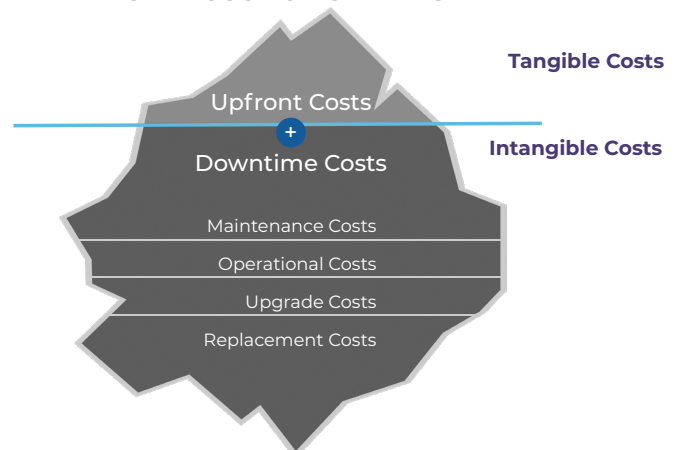 Tangible Costs
Upfront Costs
+
Intangible Costs
Downtime Costs
Maintenance Costs
Operational Costs
Upgrade Costs
Replacement Costs